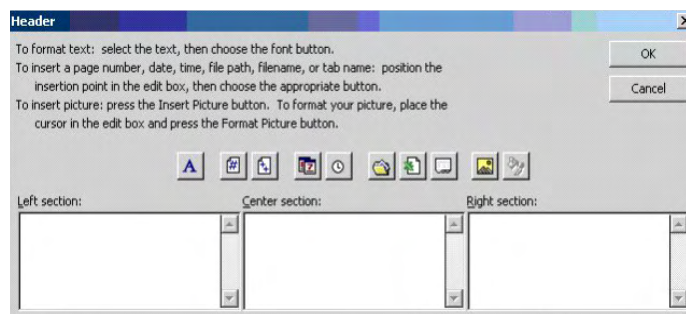 Header
To format text: select the text, then choose the font button.
To insert a page number, date, time, file path, filename, or tab name: position the
insertion point in the edit box, then choose the appropriate button.
To insert picture: press the Insert Picture button. To format your picture, place the
cursor in the edit box and press the Format Picture button.
OK
Cancel
A
Left section:
Center section:
Right section: